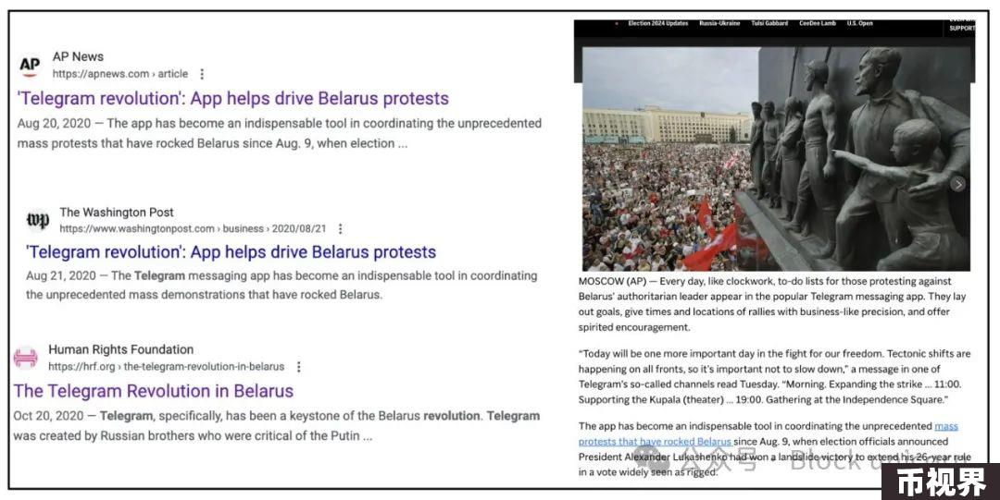 AP
AP News
https://apnews.com › article
'Telegram revolution': App helps drive Belarus protests
Aug 20, 2020 — The app has become an indispensable tool in coordinating the unprecedented
mass protests that have rocked Belarus since Aug. 9, when election ...
wp
The Washington Post
https://www.washingtonpost.com › business › 2020/08/21
'Telegram revolution': App helps drive Belarus protests
Aug 21, 2020 — The Telegram messaging app has become an indispensable tool in coordinating
the unprecedented mass demonstrations that have rocked Belarus.
Human Rights Foundation
https://hrf.org › the-telegram-revolution-in-belarus
The Telegram Revolution in Belarus
Oct 20, 2020 — Telegram, specifically, has been a keystone of the Belarus revolution. Telegram
was created by Russian brothers who were critical of the Putin ...
Election 2024 Updates Russia-Ukraine Tulsi Gabbard CeeDee Lamb U.S. Open
SUPPORT
MOSCOW (AP) — Every day, like clockwork, to-do lists for those protesting against
Belarus' authoritarian leader appear in the popular Telegram messaging app. They lay
out goals, give times and locations of rallies with business-like precision, and offer
spirited encouragement.
“Today will be one more important day in the fight for our freedom. Tectonic shifts are
happening on all fronts, so it's important not to slow down,” a message in one of
Telegram's so-called channels read Tuesday. “Morning. Expanding the strike ... 11:00.
Supporting the Kupala (theater) ... 19:00. Gathering at the Independence Square.”
The app has become an indispensable tool in coordinating the unprecedented mass
protests that have rocked Belarus since Aug. 9, when election officials announced
President Alexander Lukashenko had won a landslide victory to extend his 26-year rule
in a vote widely seen as rigged.
公众号 · Block unicorn
币视界